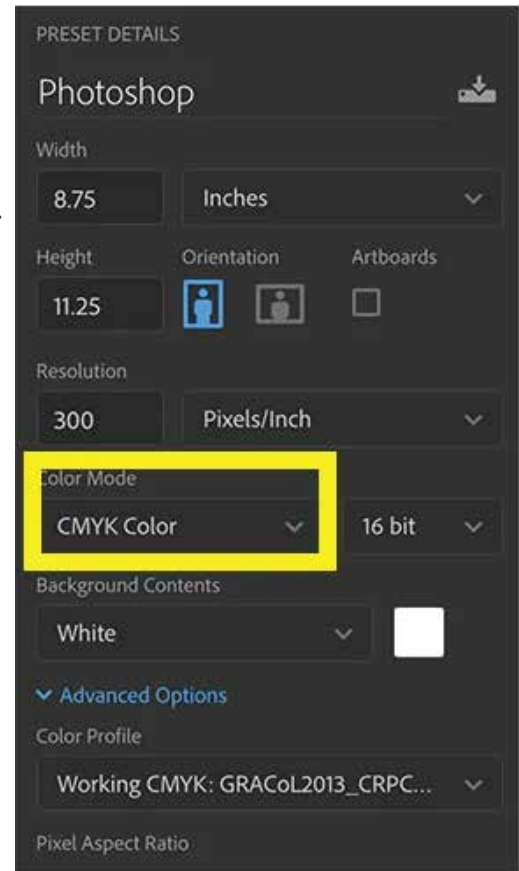 PRESET DETAILS
Photoshop
Width
8.75 Inches
Height Orientation Artboards
11.25
Resolution
300 Pixels/Inch
Color Mode
CMYK Color 16 bit
Background Contents
White
Advanced Options
Color Profile
Working CMYK: GRACoL2013_CRPC...
Pixel Aspect Ratio